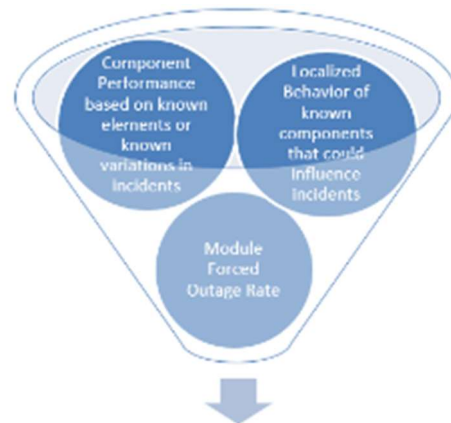 Component
Performance
based on known
elements or
known
variations in
incidents
Localized
Behavior of
known
components
that could
influence
incidents
Module
Forced
Outage Rate